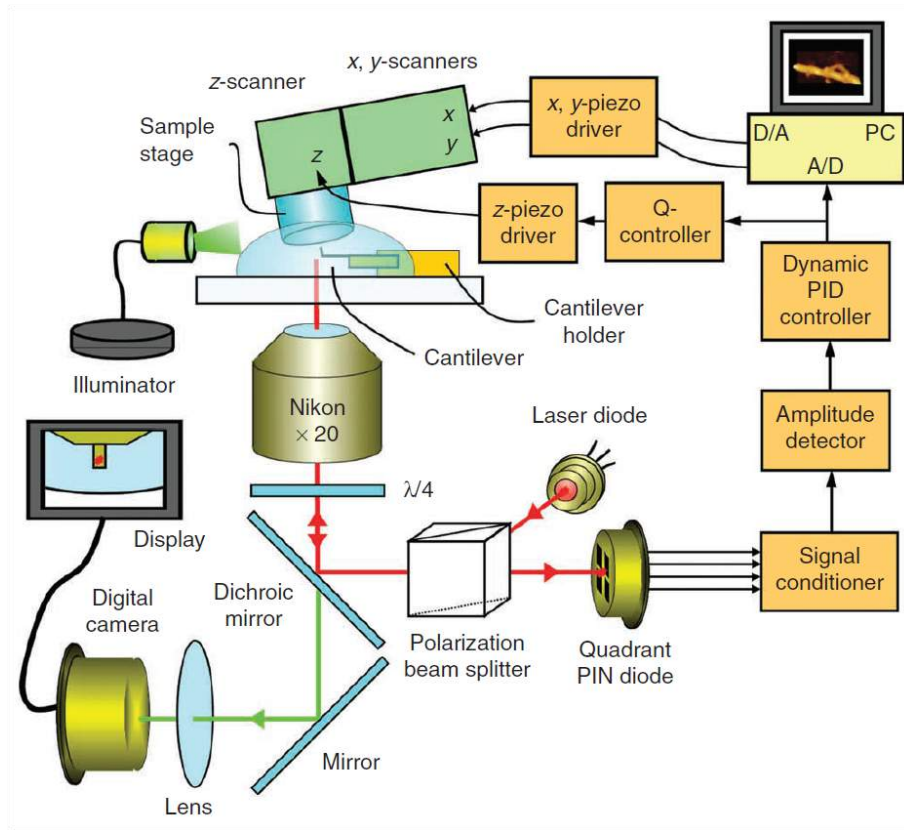 x, y-scanners
z-scanner
Sample
stage
x
y
z
x, y-piezo
driver
D/A
PC
A/D
z-piezo
driver
Q-
controller
Dynamic
PID
controller
Cantilever
holder
Cantilever
Illuminator
Nikon
× 20
Laser diode
Amplitude
detector
λ/4
Display
Dichroic
mirror
Digital
camera
Polarization
beam splitter
Quadrant
PIN diode
Signal
conditioner
Mirror
Lens